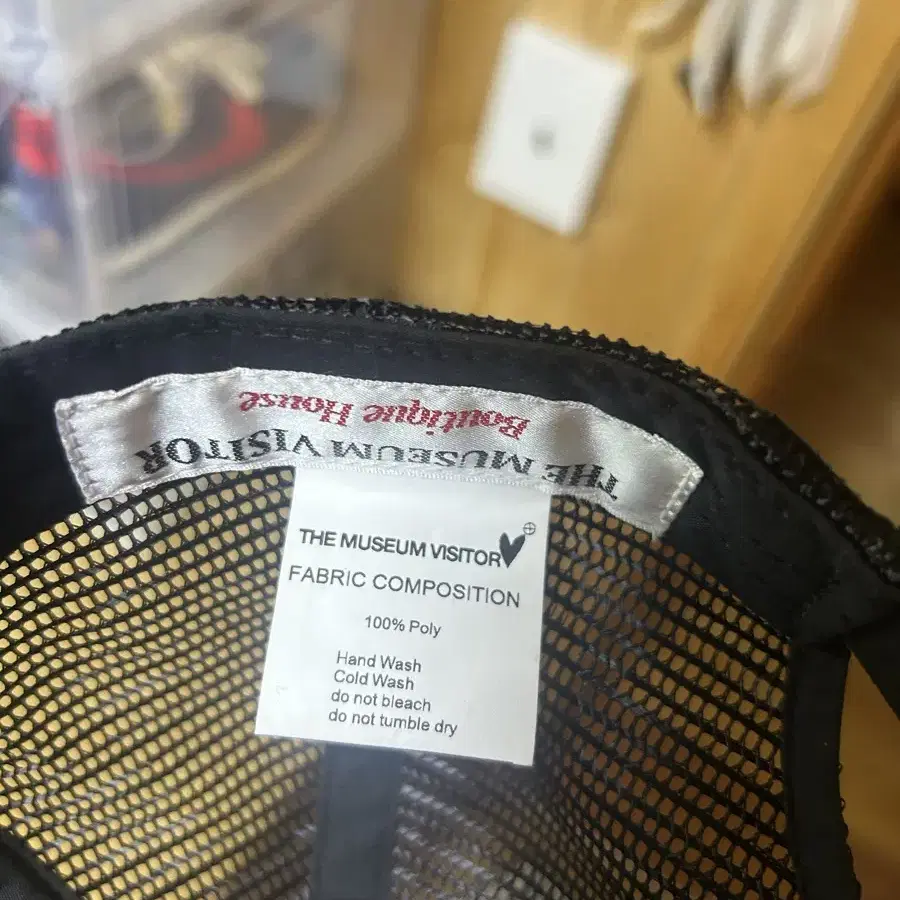 THE MUSEUM VISITOR
Boutique House
THE MUSEUM VISITOR
FABRIC COMPOSITION
100% Poly
Hand Wash
Cold Wash
do not bleach
do not tumble dry